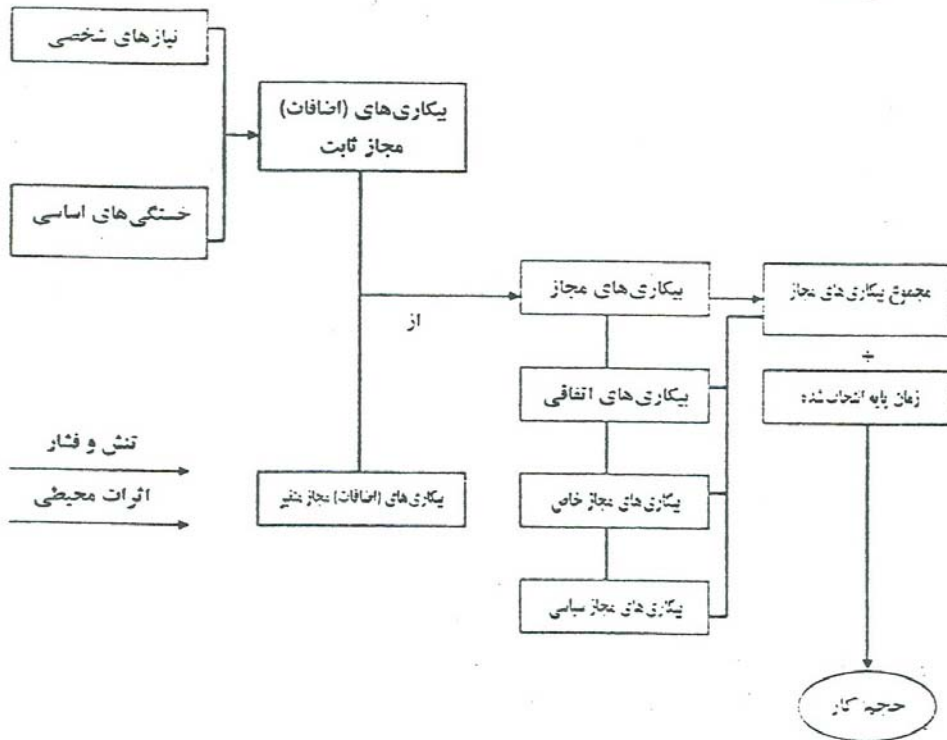 نیازهای شخصی
بیکاری‌های (اضافات)
مجاز ثابت
خستگی‌های اساسی
بیکاری‌های مجاز
مجموع بیکاری‌های مجاز
از
÷
بیکاری‌های اتفاقی
زمان پایه انتخاب شده
تنش و فشار
اثرات محیطی
بیکاری‌های (اضافات) مجاز متغیر
بیکاری‌های مجاز خاص
بیکاری‌های مجاز سیاسی
کار